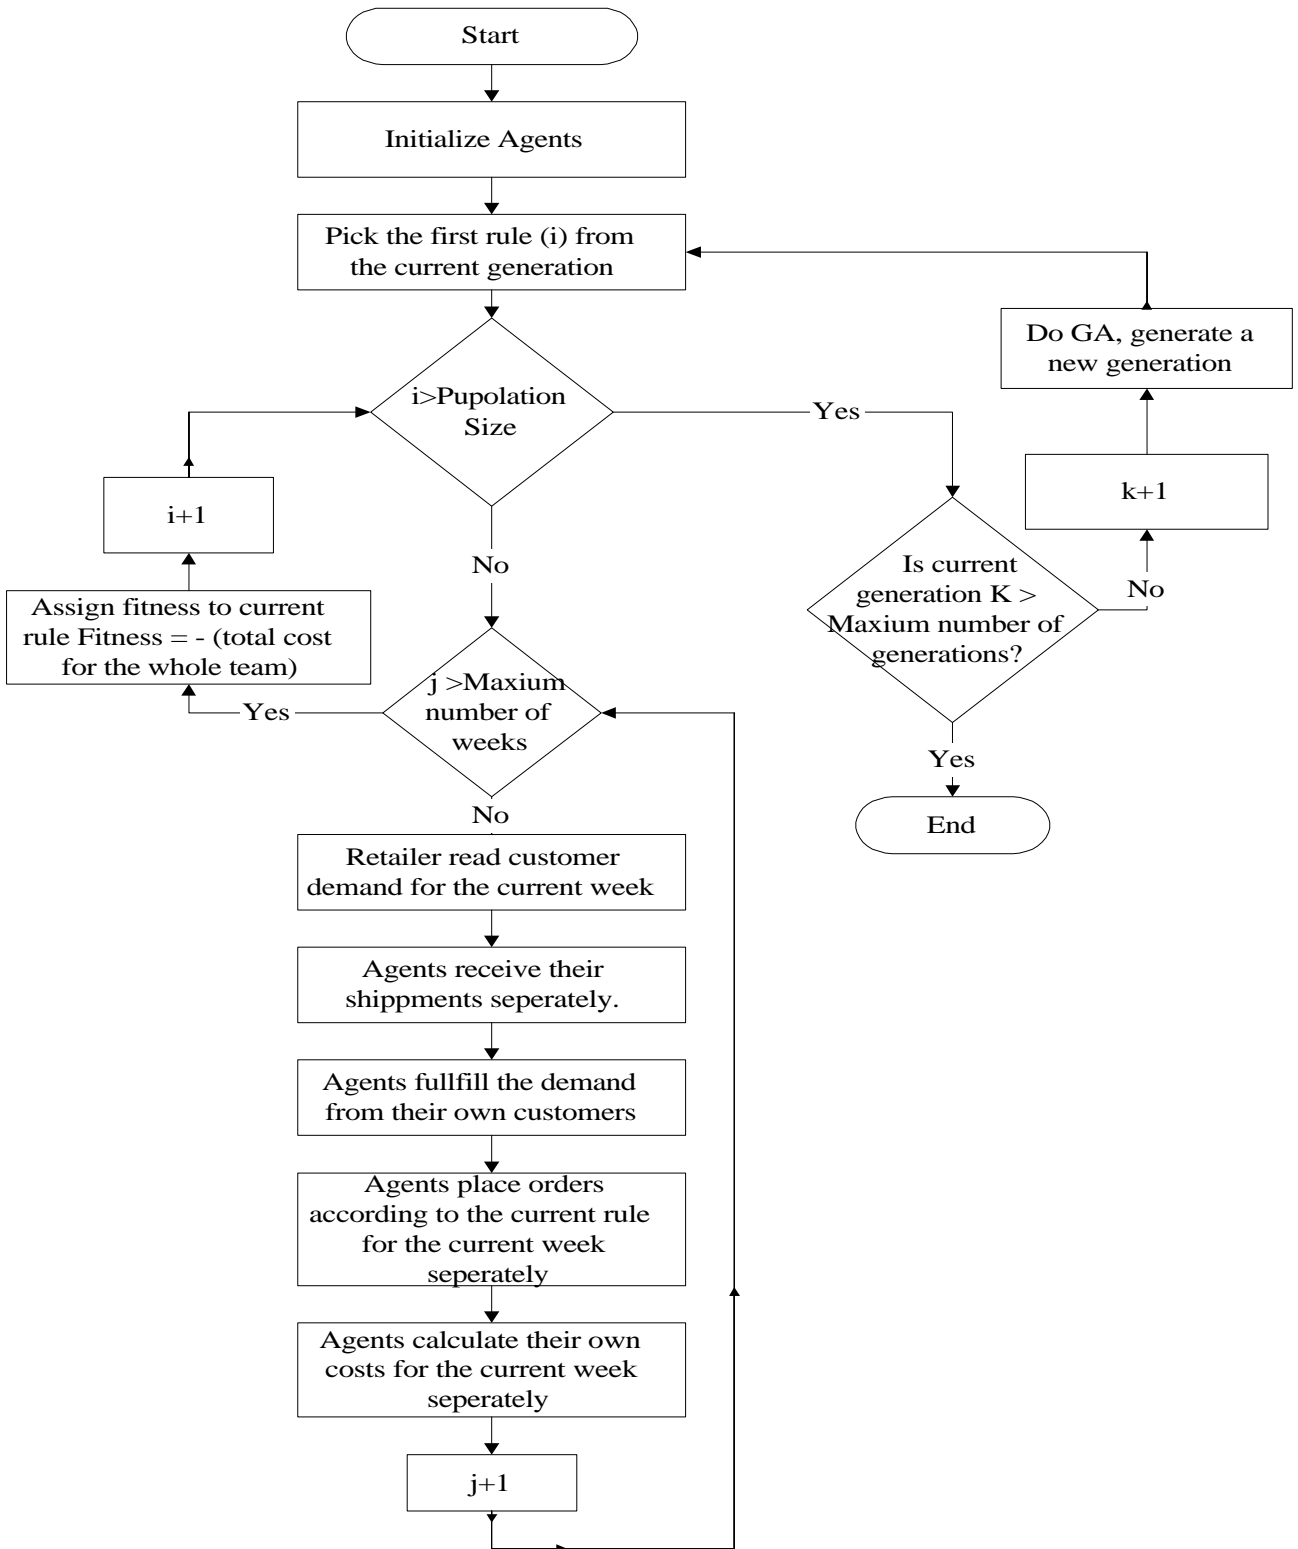 Start
Initialize Agents
Pick the first rule (i) from
the current generation
Do GA, generate a
new generation
i>Pupolation
Size
Yes
k+1
i+1
No
Is current
generation K >
Maxium number of
generations?
No
Assign fitness to current
rule Fitness = - (total cost
for the whole team)
j >Maxium
number of
weeks
Yes
Yes
No
End
Retailer read customer
demand for the current week
Agents receive their
shippments seperately.
Agents fullfill the demand
from their own customers
Agents place orders
according to the current rule
for the current week
seperately
Agents calculate their own
costs for the current week
seperately
j+1